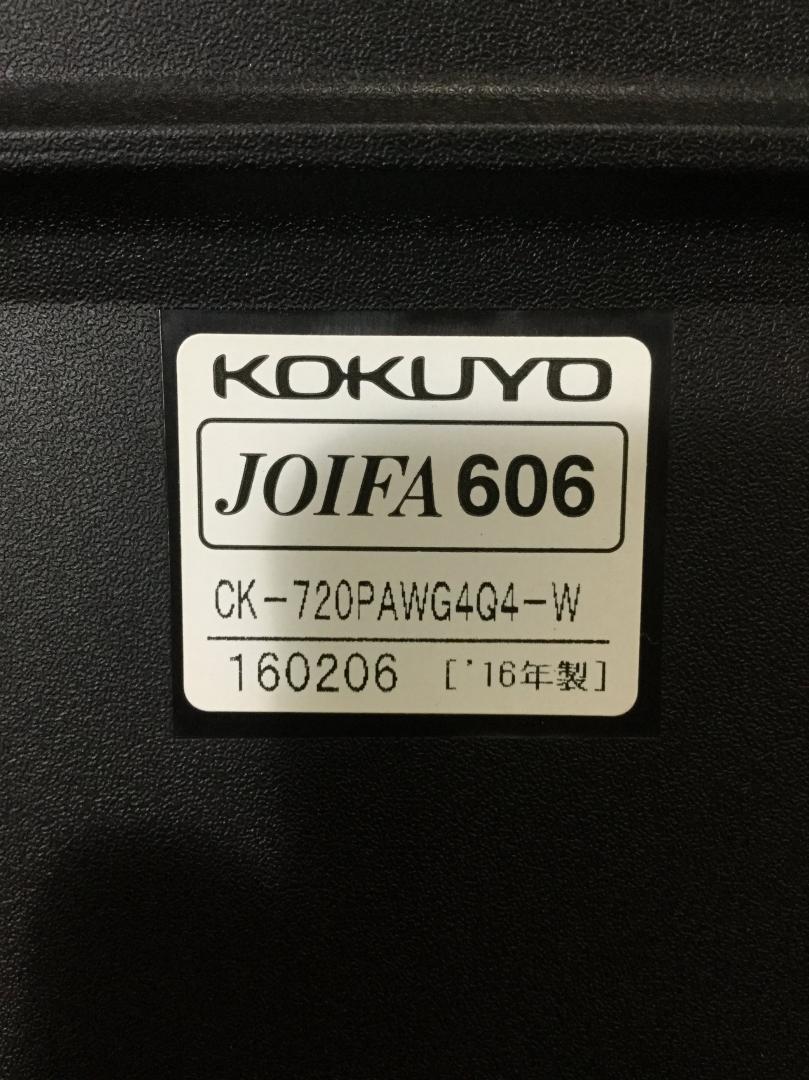 KOKUYO
JOIFA 606
CK-720PAWG4Q4-W
160206 ['16年製]